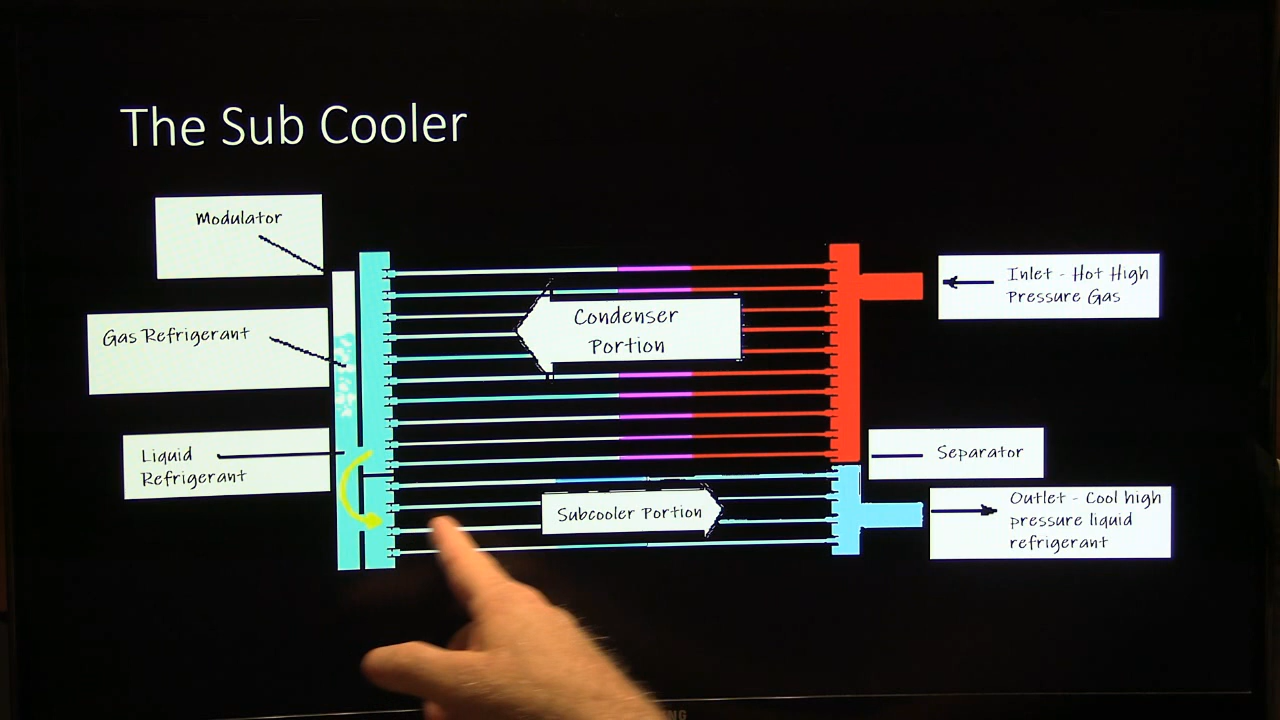 The Sub Cooler
Modulator
Gas Refrigerant
Liquid
Refrigerant
Condenser
Portion
Subcooler Portion
Inlet - Hot High
Pressure Gas
Separator
Outlet - Cool high
pressure liquid
refrigerant